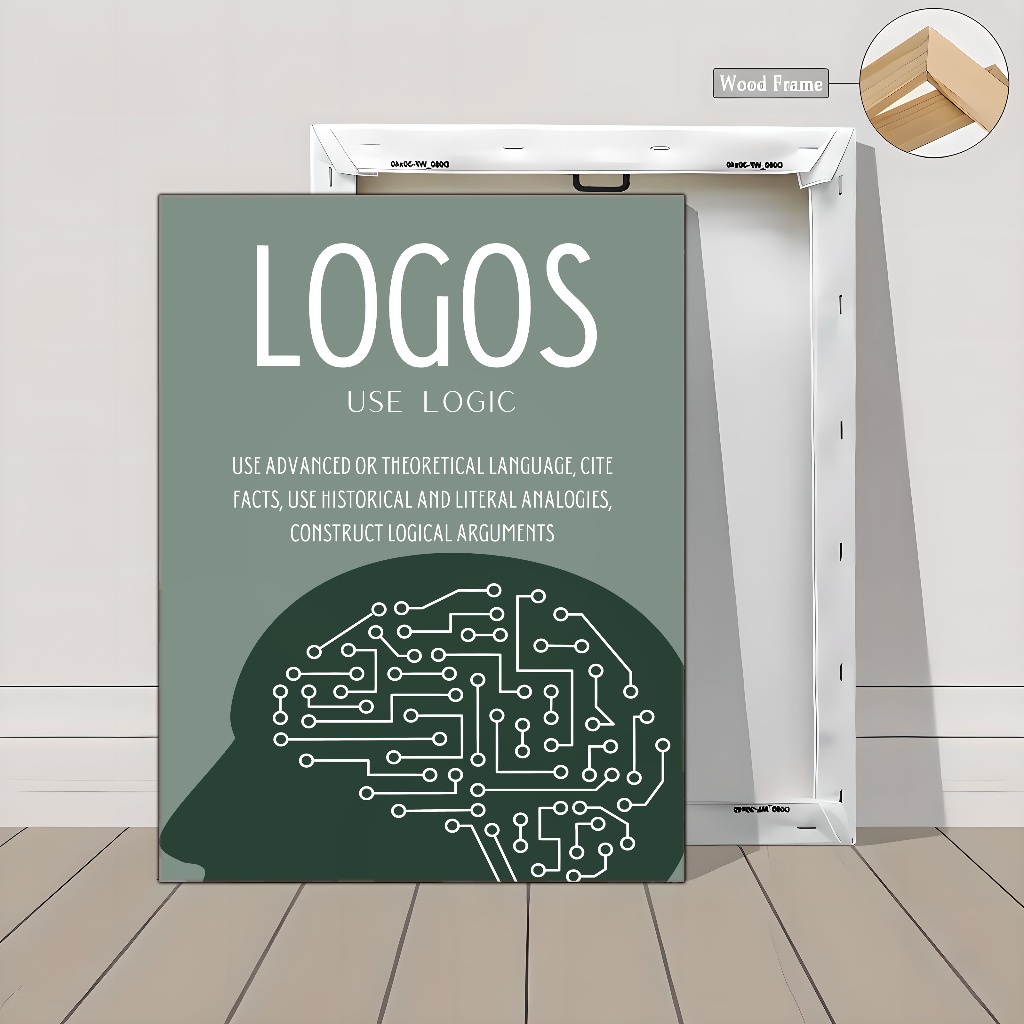 Wood Frame
LOGOS
USE LOGIC
USE ADVANCED OR THEORETICAL LANGUAGE, CITE
FACTS, USE HISTORICAL AND LITERAL ANALOGIES,
CONSTRUCT LOGICAL ARGUMENTS